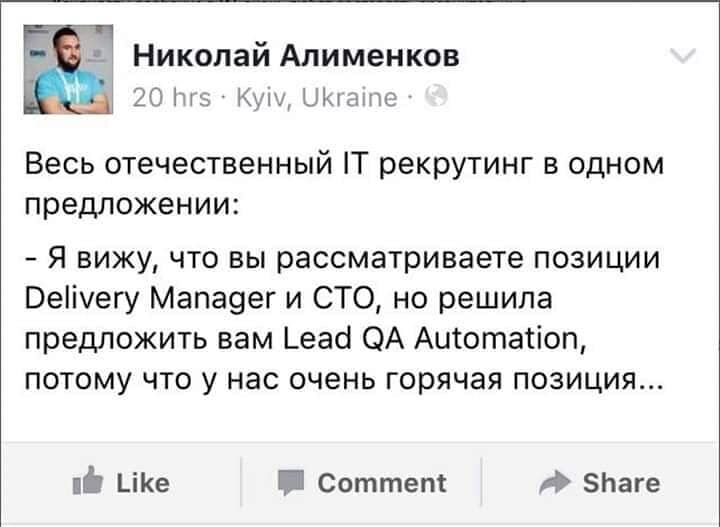 Николай Алименков
20 hrs · Kyiv, Ukraine ·
Весь отечественный IT рекрутинг в одном
предложении:
- Я вижу, что вы рассматриваете позиции
Delivery Manager и CTO, но решила
предложить вам Lead QA Automation,
потому что у нас очень горячая позиция...
Like
Comment
Share